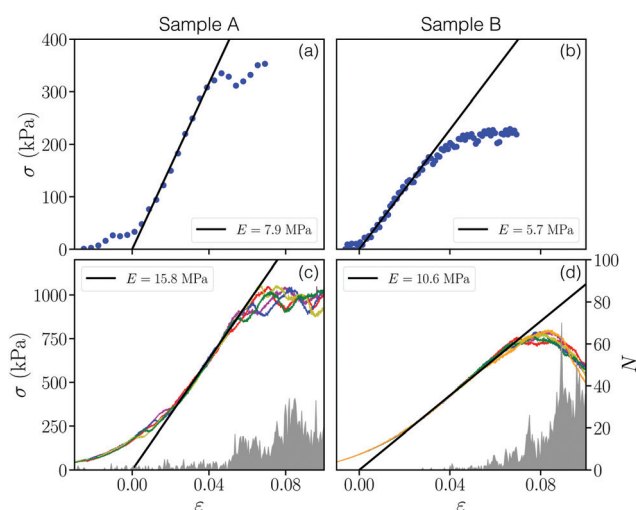 Sample A
Sample B
400
300
200
100
0
σ (kPa)
(a)
E = 7.9 MPa
(b)
E = 5.7 MPa
1000
750
500
250
0
σ (kPa)
E = 15.8 MPa
(c)
E = 10.6 MPa
(d)
100
80
60
40
20
0
N
0.00
0.04
0.08
ε
0.00
0.04
0.08
ε